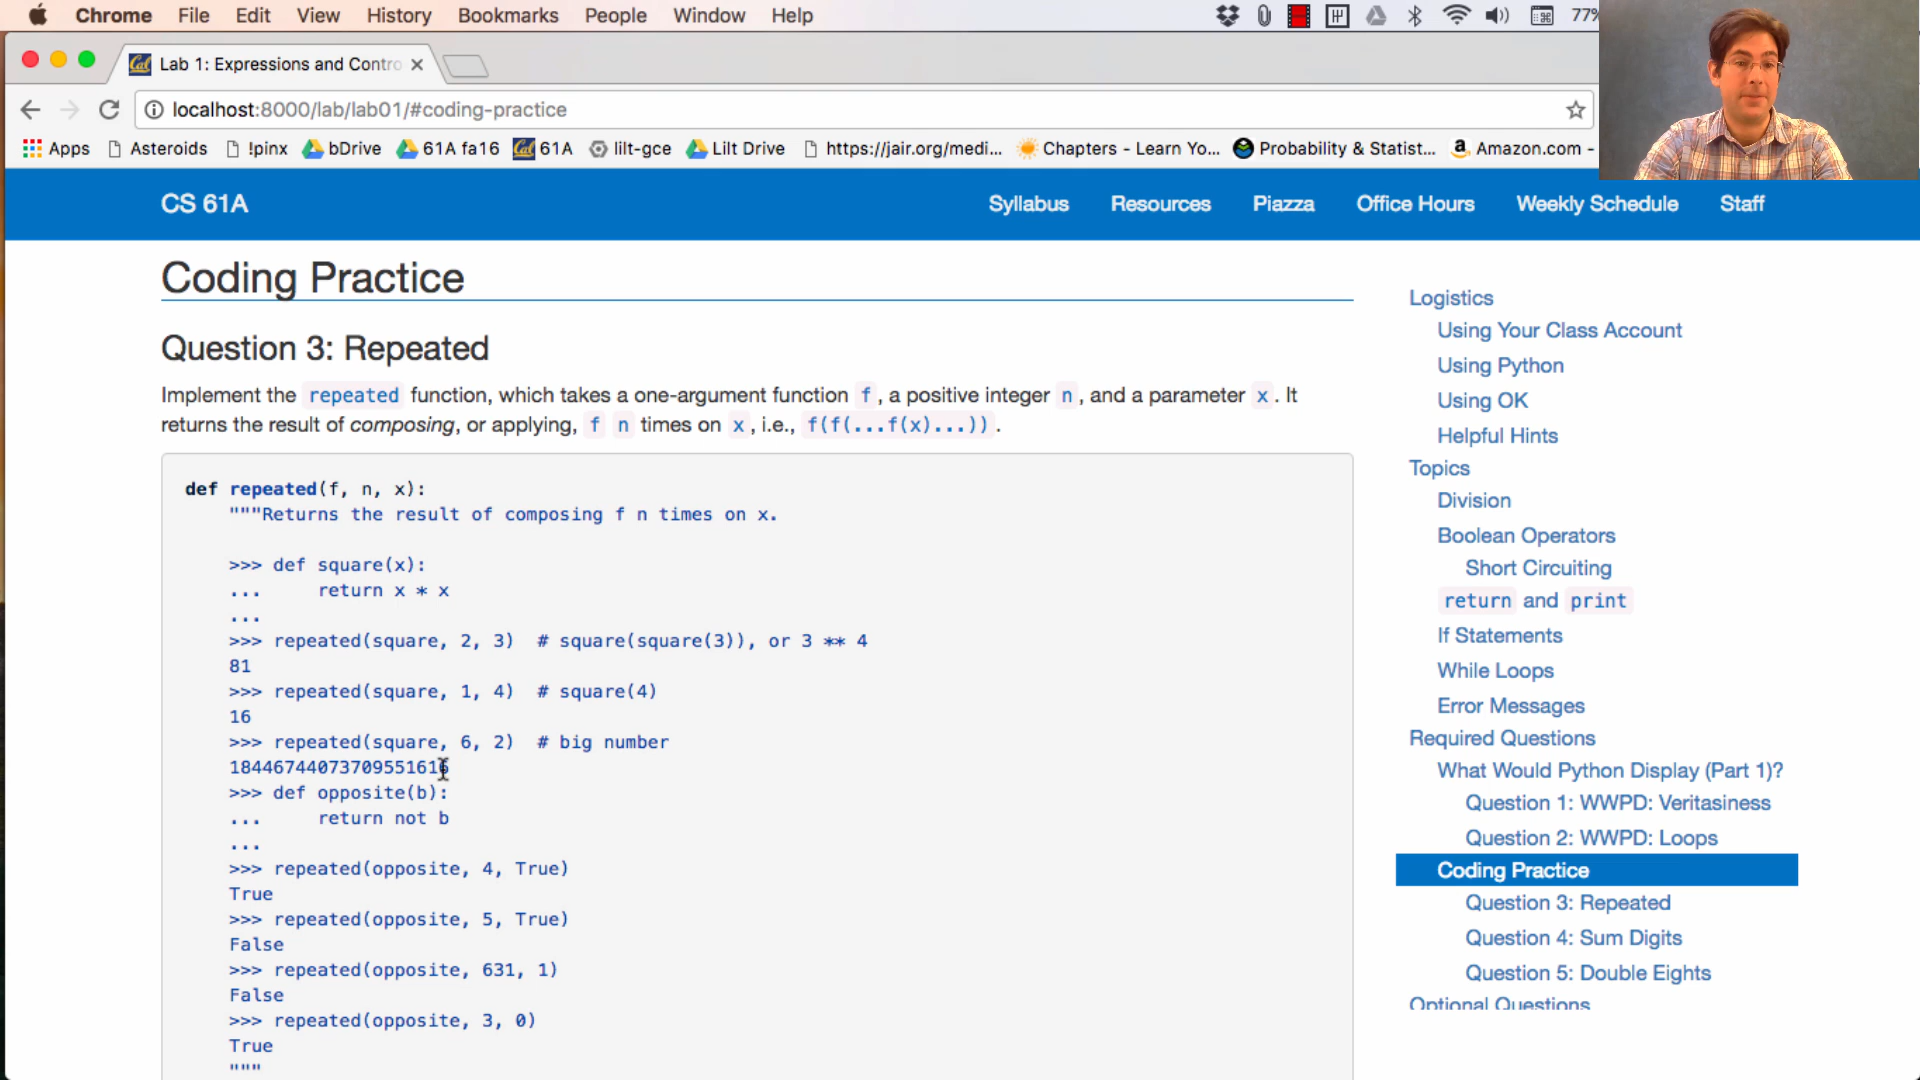 Chrome File Edit View History Bookmarks People Window Help 77%
Cal Lab 1: Expressions and Contro
localhost:8000/lab/lab01/#coding-practice
Apps Asteroids !pinx bDrive 61A fa16 Cal 61A lilt-gce Lilt Drive https://jair.org/medi... Chapters - Learn Yo... Probability & Statist... a Amazon.com -
CS 61A Syllabus Resources Piazza Office Hours Weekly Schedule Staff
Coding Practice
Question 3: Repeated
Implement the repeated function, which takes a one-argument function f, a positive integer n, and a parameter x. It
returns the result of composing, or applying, f n times on x, i.e., f(f(...f(x)...)).
def repeated(f, n, x):
    """Returns the result of composing f n times on x.
    >>> def square(x):
    ...     return x * x
    ...
    >>> repeated(square, 2, 3)  # square(square(3)), or 3 ** 4
    81
    >>> repeated(square, 1, 4)  # square(4)
    16
    >>> repeated(square, 6, 2)  # big number
    18446744073709551616
    >>> def opposite(b):
    ...     return not b
    ...
    >>> repeated(opposite, 4, True)
    True
    >>> repeated(opposite, 5, True)
    False
    >>> repeated(opposite, 631, 1)
    False
    >>> repeated(opposite, 3, 0)
    True
    """
Logistics
Using Your Class Account
Using Python
Using OK
Helpful Hints
Topics
Division
Boolean Operators
Short Circuiting
return and print
If Statements
While Loops
Error Messages
Required Questions
What Would Python Display (Part 1)?
Question 1: WWPD: Veritasiness
Question 2: WWPD: Loops
Coding Practice
Question 3: Repeated
Question 4: Sum Digits
Question 5: Double Eights
Optional Questions